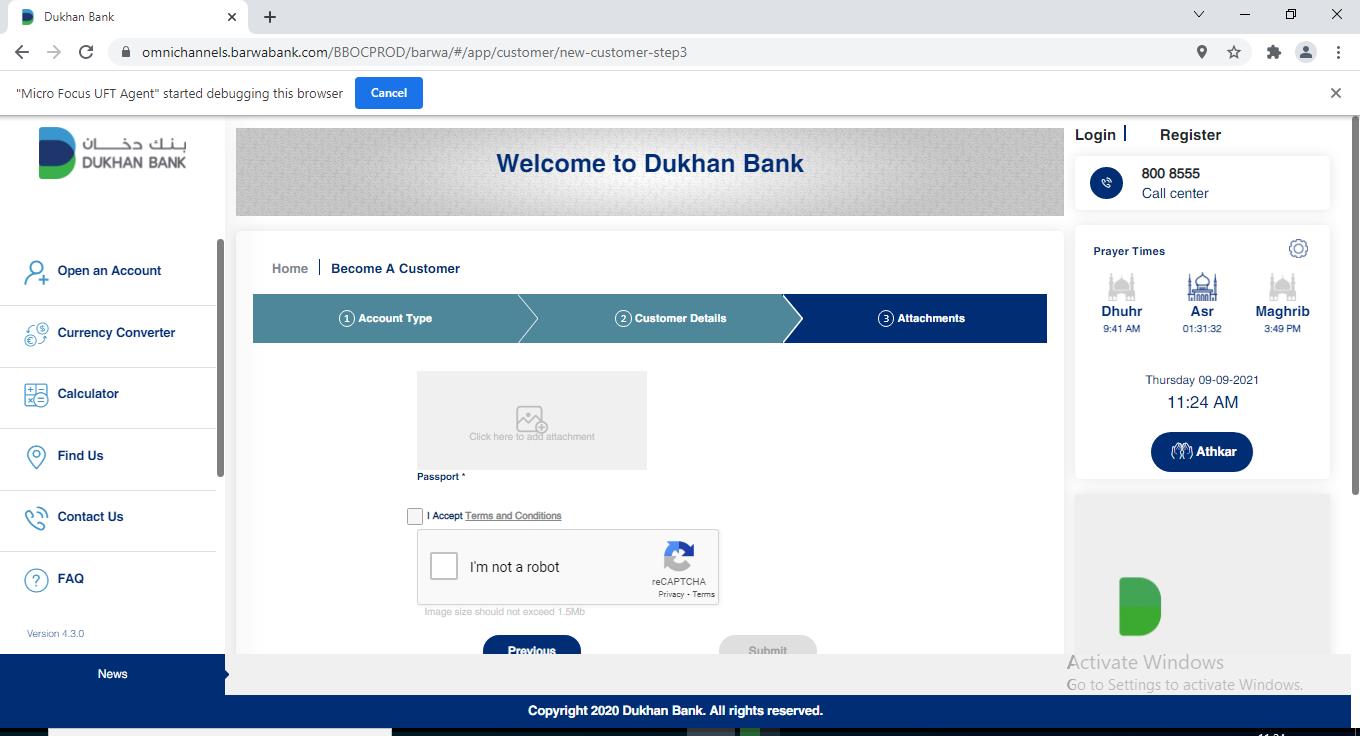 Dukhan Bank
omnichannels.barwabank.com/BBOCPROD/barwa/#/app/customer/new-customer-step3
"Micro Focus UFT Agent" started debugging this browser
Cancel
بنك دخان
DUKHAN BANK
Welcome to Dukhan Bank
Login
Register
800 8555
Call center
Open an Account
Currency Converter
Calculator
Find Us
Contact Us
FAQ
Version 4.3.0
News
Home
Become A Customer
1 Account Type
2 Customer Details
3 Attachments
Click here to add attachment
Passport *
I Accept Terms and Conditions
I'm not a robot
reCAPTCHA
Privacy - Terms
Image size should not exceed 1.5Mb
Previous
Submit
Prayer Times
Dhuhr
9:41 AM
Asr
01:31:32
Maghrib
3:49 PM
Thursday 09-09-2021
11:24 AM
Athkar
Activate Windows
Go to Settings to activate Windows.
Copyright 2020 Dukhan Bank. All rights reserved.